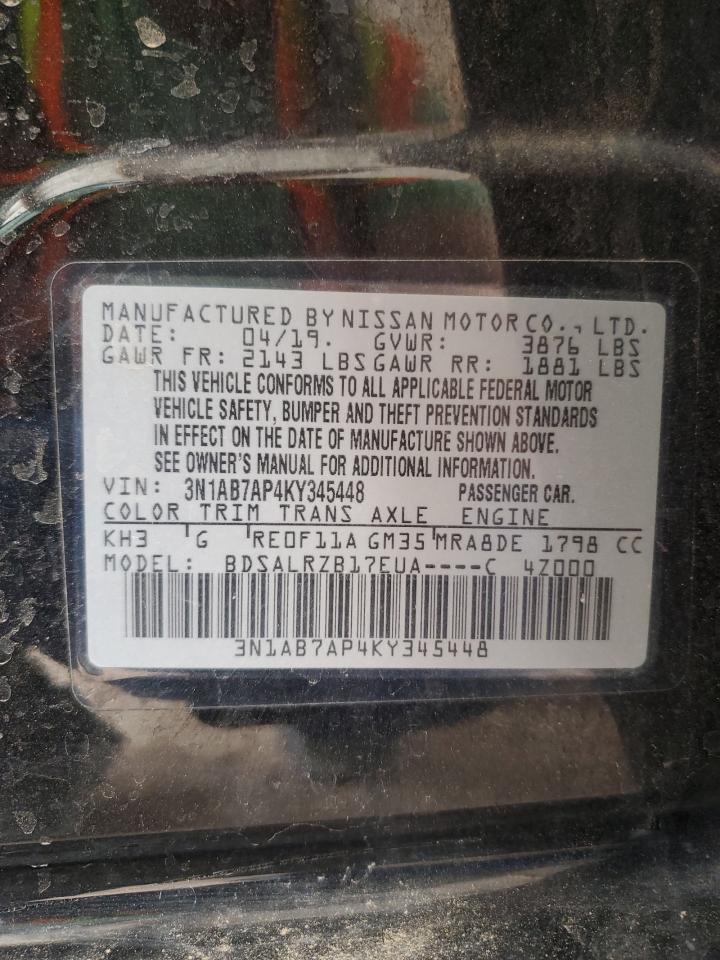 MANUFACTURED BY NISSAN MOTOR CO., LTD.
DATE: 04/19. GVWR: 3876 LBS
GAWR FR: 2143 LBS GAWR RR: 1881 LBS
THIS VEHICLE CONFORMS TO ALL APPLICABLE FEDERAL MOTOR
VEHICLE SAFETY, BUMPER AND THEFT PREVENTION STANDARDS
IN EFFECT ON THE DATE OF MANUFACTURE SHOWN ABOVE.
SEE OWNER'S MANUAL FOR ADDITIONAL INFORMATION.
VIN: 3N1AB7AP4KY345448 PASSENGER CAR.
COLOR TRIM TRANS AXLE ENGINE
KH3 G RE0F11A GM35 MRA8DE 1798 CC
MODEL: BDSALRZB17EUA----C 4Z000
3N1AB7AP4KY345448